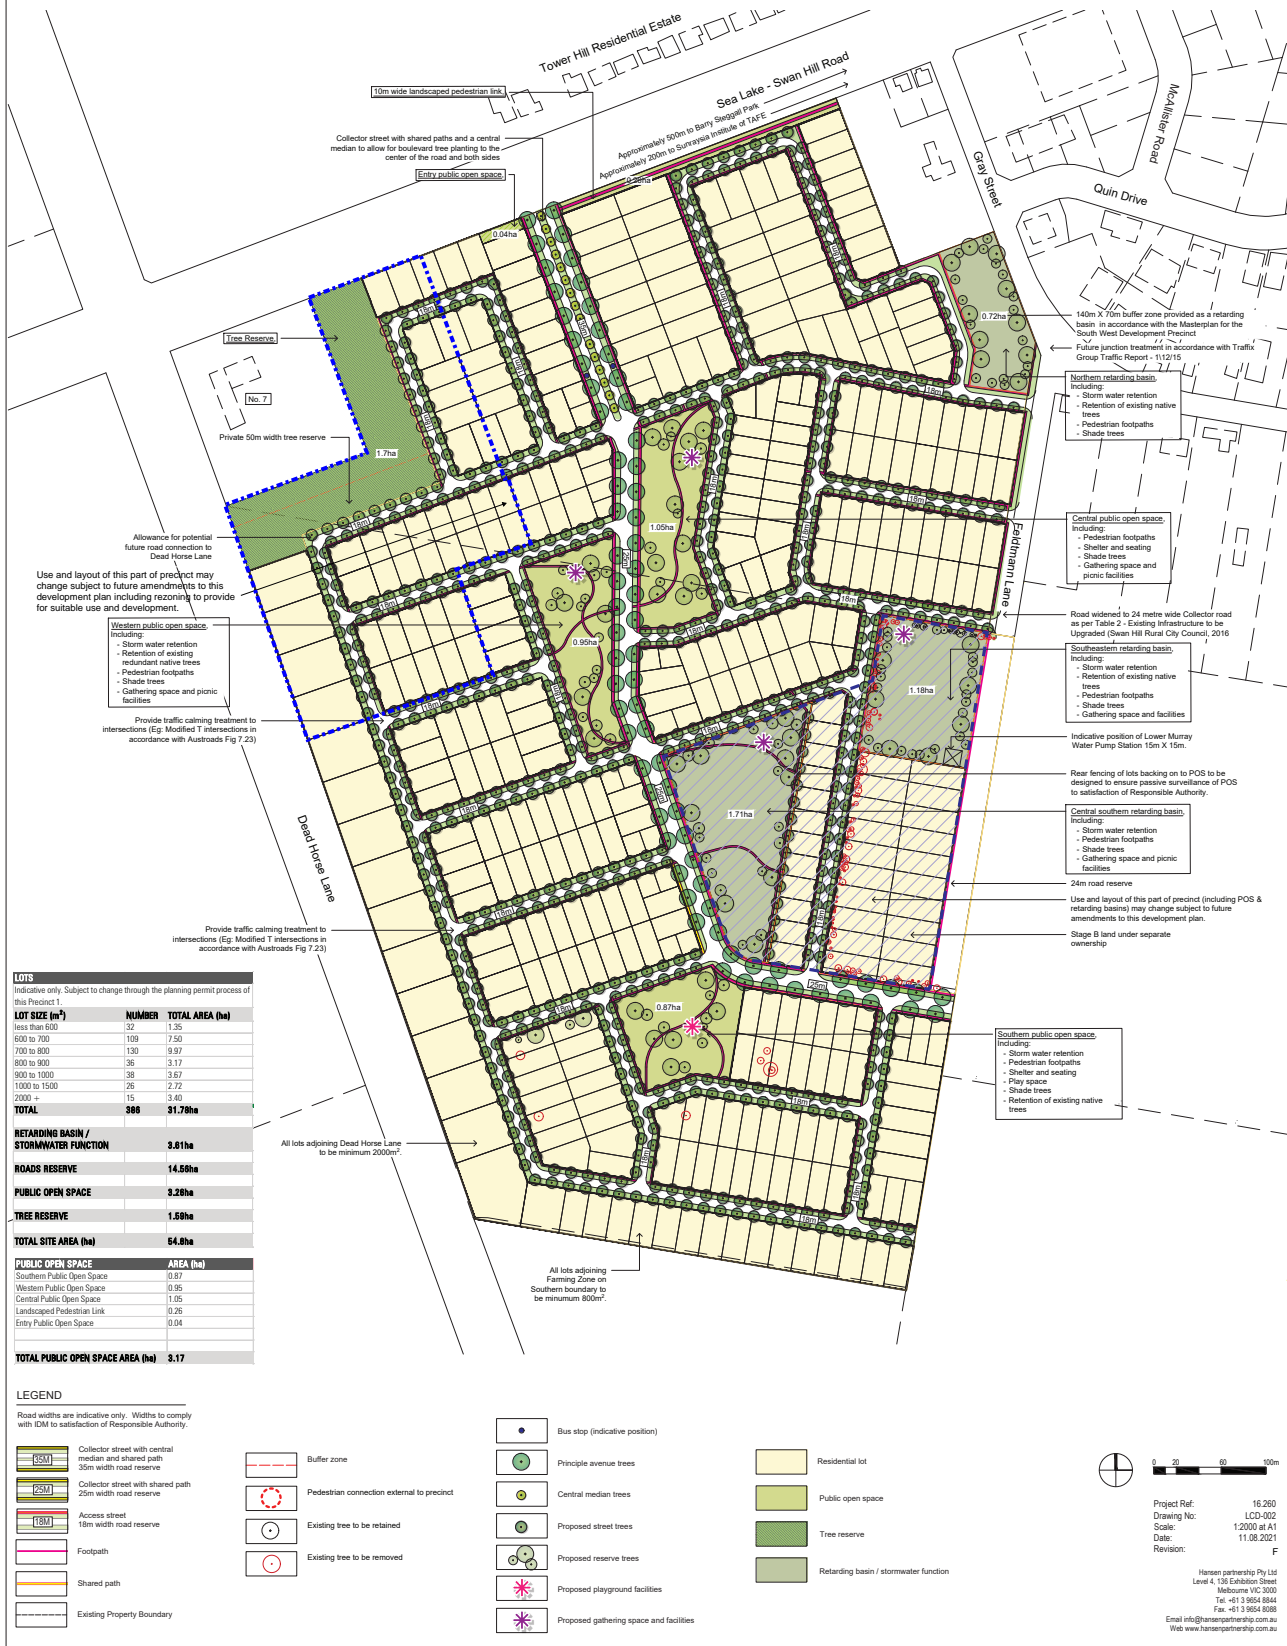 Tower Hill Residential Estate
Sea Lake - Swan Hill Road
Approximately 500m to Barry Steggall Park
Approximately 200m to Sunraysia Institute of TAFE
10m wide landscaped pedestrian link
Collector street with shared paths and a central
median to allow for boulevard tree planting to the
center of the road and both sides
Entry public open space
0.04ha
McAllister Road
Gray Street
Quin Drive
0.72ha
140m X 70m buffer zone provided as a retarding
basin in accordance with the Masterplan for the
South West Development Precinct
Future junction treatment in accordance with Traffix
Group Traffic Report - 1\12/15
Northern retarding basin,
Including:
- Storm water retention
- Retention of existing native
trees
- Pedestrian footpaths
- Shade trees
Tree Reserve
No. 7
Private 50m width tree reserve
1.7ha
35m
18m
18m
18m
18m
18m
18m
1.05ha
Central public open space,
Including:
- Pedestrian footpaths
- Shelter and seating
- Shade trees
- Gathering space and
picnic facilities
Feldtmann Lane
Allowance for potential
future road connection to
Dead Horse Lane
Use and layout of this part of precinct may
change subject to future amendments to this
development plan including rezoning to provide
for suitable use and development.
Western public open space,
Including:
- Storm water retention
- Retention of existing
redundant native trees
- Pedestrian footpaths
- Shade trees
- Gathering space and picnic
facilities
0.95ha
25m
Road widened to 24 metre wide Collector road
as per Table 2 - Existing Infrastructure to be
Upgraded (Swan Hill Rural City Council, 2016
Southeastern retarding basin,
Including:
- Storm water retention
- Retention of existing native
trees
- Pedestrian footpaths
- Shade trees
- Gathering space and facilities
1.18ha
Provide traffic calming treatment to
intersections (Eg: Modified T intersections in
accordance with Austroads Fig 7.23)
Indicative position of Lower Murray
Water Pump Station 15m X 15m.
Rear fencing of lots backing on to POS to be
designed to ensure passive surveillance of POS
to satisfaction of Responsible Authority.
1.71ha
Central southern retarding basin,
Including:
- Storm water retention
- Pedestrian footpaths
- Shade trees
- Gathering space and picnic
facilities
Dead Horse Lane
24m road reserve
Use and layout of this part of precinct (including POS &
retarding basins) may change subject to future
amendments to this development plan.
Stage B land under separate
ownership
Provide traffic calming treatment to
intersections (Eg: Modified T intersections in
accordance with Austroads Fig 7.23)
25m
0.87ha
Southern public open space,
Including:
- Storm water retention
- Pedestrian footpaths
- Shelter and seating
- Play space
- Shade trees
- Retention of existing native
trees
All lots adjoining Dead Horse Lane
to be minimum 2000m².
All lots adjoining
Farming Zone on
Southern boundary to
be minumum 800m².
LOTS
Indicative only. Subject to change through the planning permit process of
this Precinct 1.
LOT SIZE (m²) NUMBER TOTAL AREA (ha)
less than 600 32 1.35
600 to 700 109 7.50
700 to 800 130 9.97
800 to 900 36 3.17
900 to 1000 38 3.67
1000 to 1500 26 2.72
2000 + 15 3.40
TOTAL 386 31.78ha
RETARDING BASIN /
STORMWATER FUNCTION 3.61ha
ROADS RESERVE 14.56ha
PUBLIC OPEN SPACE 3.26ha
TREE RESERVE 1.59ha
TOTAL SITE AREA (ha) 54.8ha
PUBLIC OPEN SPACE AREA (ha)
Southern Public Open Space 0.87
Western Public Open Space 0.95
Central Public Open Space 1.05
Landscaped Pedestrian Link 0.26
Entry Public Open Space 0.04
TOTAL PUBLIC OPEN SPACE AREA (ha) 3.17
LEGEND
Road widths are indicative only. Widths to comply
with IDM to satisfaction of Responsible Authority.
35M
Collector street with central
median and shared path
35m width road reserve
25M
Collector street with shared path
25m width road reserve
18M
Access street
18m width road reserve
Footpath
Shared path
Existing Property Boundary
Buffer zone
Pedestrian connection external to precinct
Existing tree to be retained
Existing tree to be removed
Bus stop (indicative position)
Principle avenue trees
Central median trees
Proposed street trees
Proposed reserve trees
Proposed playground facilities
Proposed gathering space and facilities
Residential lot
Public open space
Tree reserve
Retarding basin / stormwater function
0 20 60 100m
Project Ref: 16.260
Drawing No: LCD-002
Scale: 1:2000 at A1
Date: 11.08.2021
Revision: F
Hansen partnership Pty Ltd
Level 4, 136 Exhibition Street
Melbourne VIC 3000
Tel. +61 3 9654 8844
Fax. +61 3 9654 8088
Email info@hansenpartnership.com.au
Web www.hansenpartnership.com.au